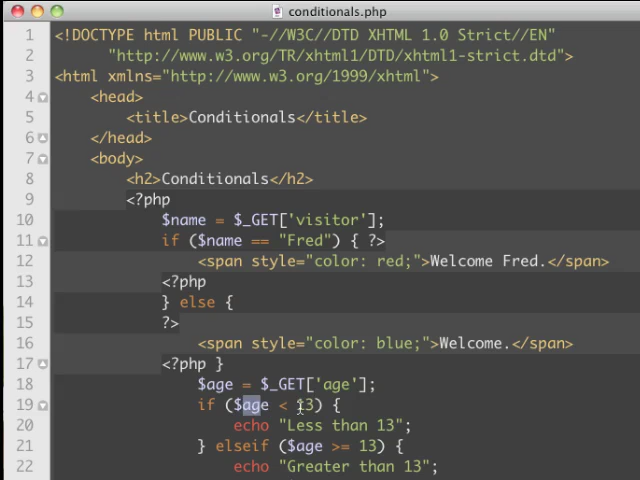 conditionals.php
1 <!DOCTYPE html PUBLIC "-//W3C//DTD XHTML 1.0 Strict//EN"
2 "http://www.w3.org/TR/xhtml1/DTD/xhtml1-strict.dtd">
3 <html xmlns="http://www.w3.org/1999/xhtml">
4 <head>
5 <title>Conditionals</title>
6 </head>
7 <body>
8 <h2>Conditionals</h2>
9 <?php
10 $name = $_GET['visitor'];
11 if ($name == "Fred") { ?>
12 <span style="color: red;">Welcome Fred.</span>
13 <?php
14 } else {
15 ?>
16 <span style="color: blue;">Welcome.</span>
17 <?php }
18 $age = $_GET['age'];
19 if ($age < 13) {
20 echo "Less than 13";
21 } elseif ($age >= 13) {
22 echo "Greater than 13";